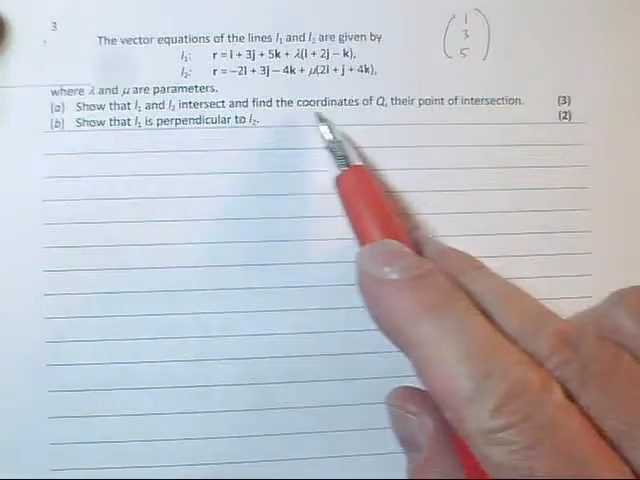 3
The vector equations of the lines l₁ and l₂ are given by
l₁: r = i + 3j + 5k + λ(i + 2j − k),
l₂: r = −2i + 3j − 4k + μ(2i + j + 4k),
where λ and μ are parameters.
(a) Show that l₁ and l₂ intersect and find the coordinates of Q, their point of intersection. (3)
(b) Show that l₁ is perpendicular to l₂. (2)
1
3
5